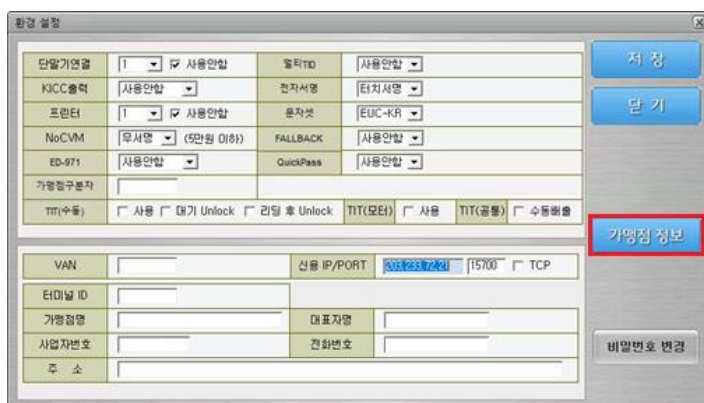 환경 설정
저 장
닫 기
가맹점 정보
비밀번호 변경
단말기연결 1 사용안함 멀티TID 사용안함
KICC출력 사용안함 전자서명 터치서명
프린터 1 사용안함 문자셋 EUC-KR
NoCVM 무서명 (5만원 이하) FALLBACK 사용안함
ED-971 사용안함 QuickPass 사용안함
가맹점구분자
TIT(수동) 사용 대기 Unlock 리딩 후 Unlock TIT(모터) 사용 TIT(공통) 수동배출
VAN 신용 IP/PORT 203,233,72,21 15700 TCP
터미널 ID
가맹점명 대표자명
사업자번호 전화번호
주 소